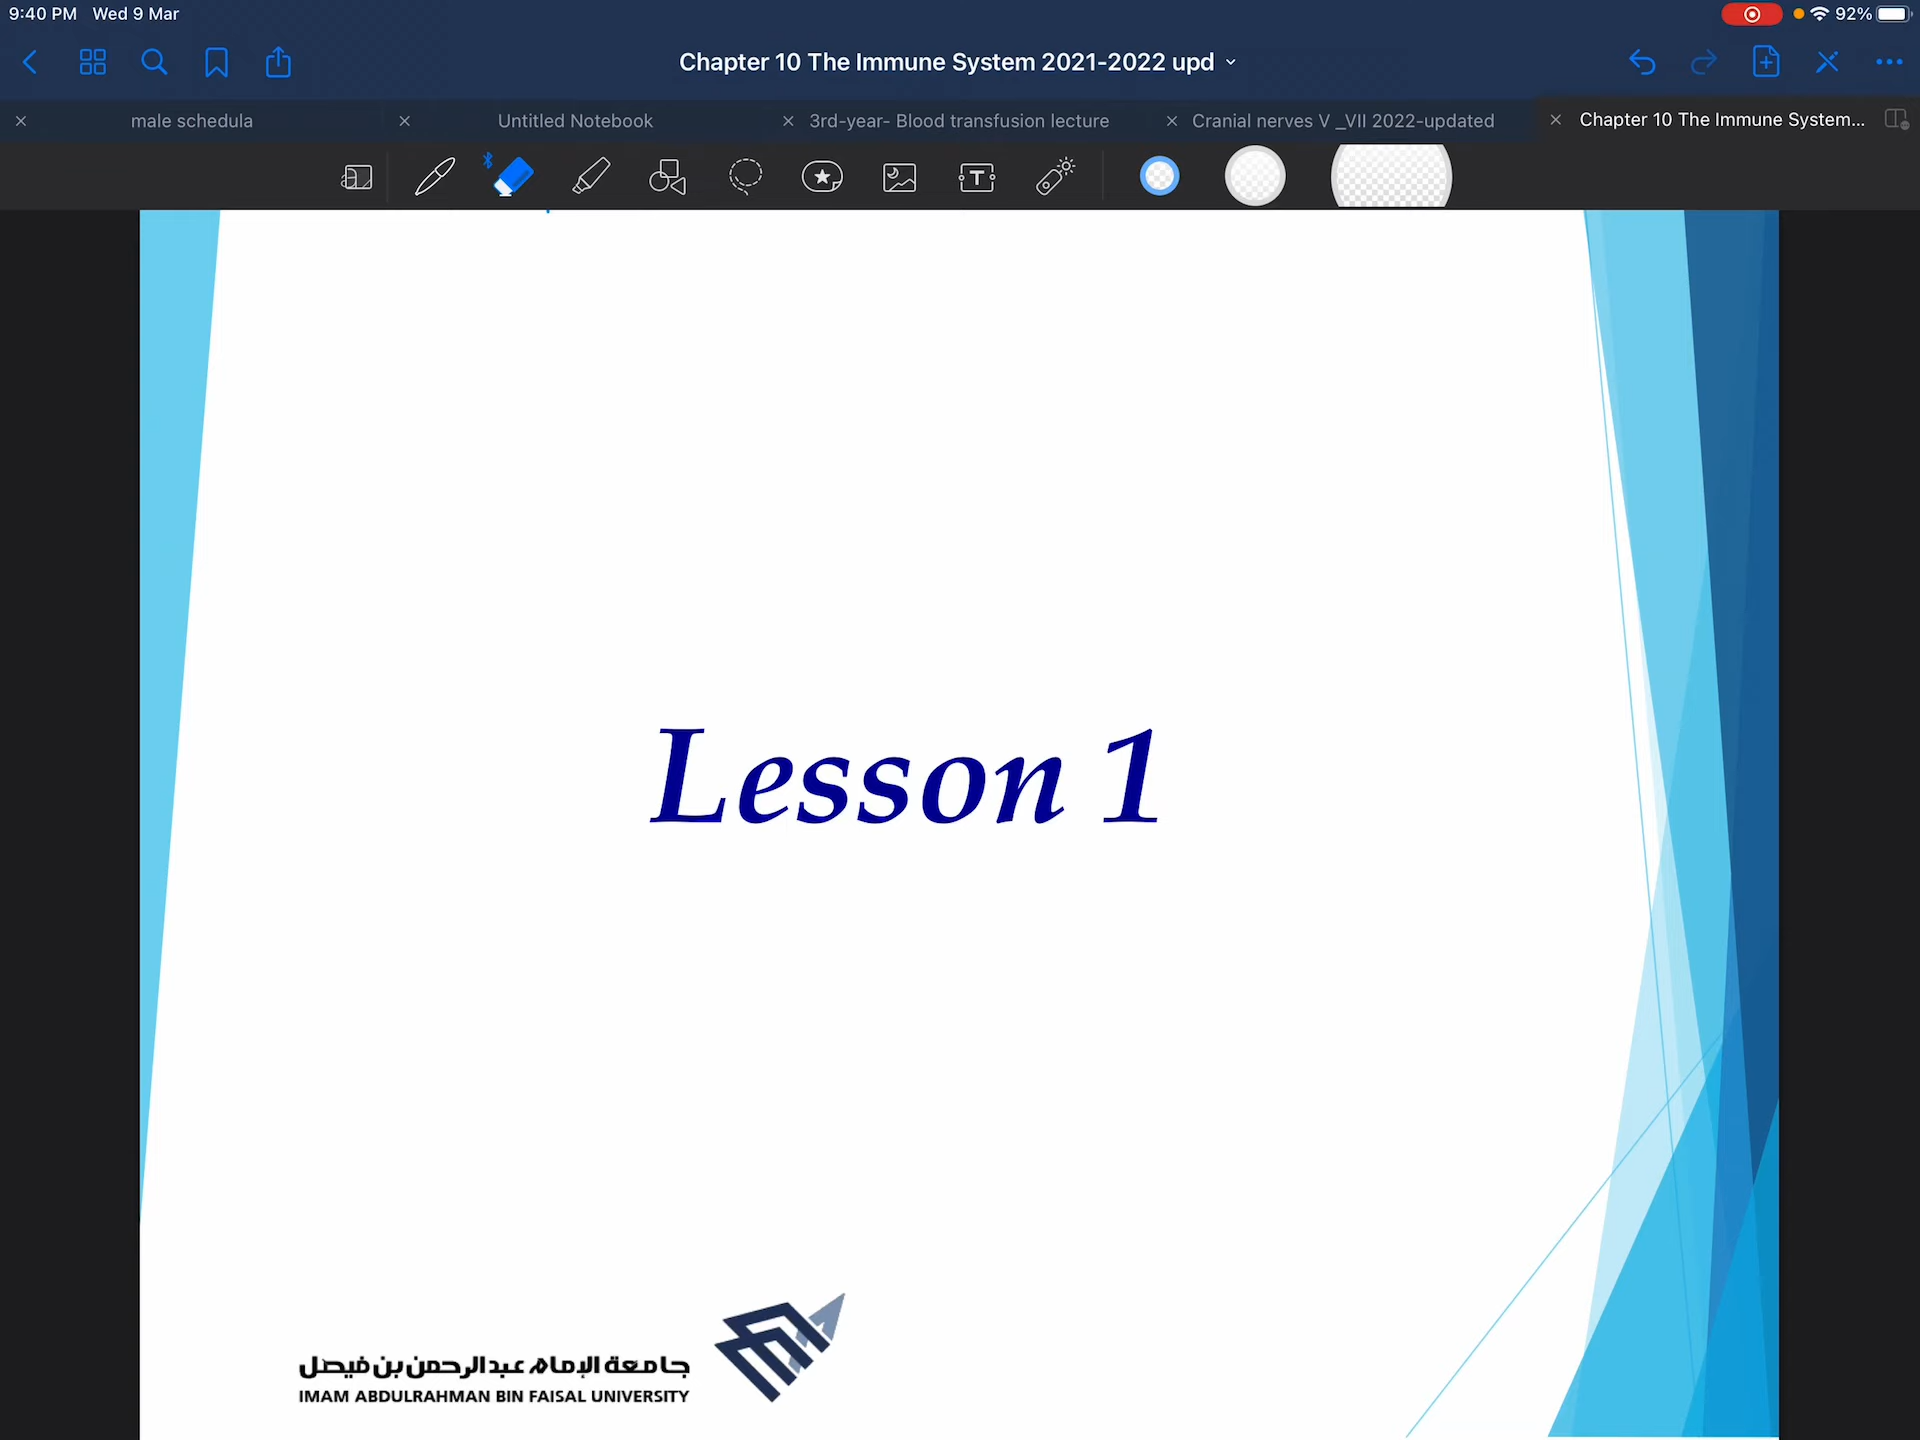 9:40 PM Wed 9 Mar
92%
Chapter 10 The Immune System 2021-2022 upd
male schedula
Untitled Notebook
3rd-year- Blood transfusion lecture
Cranial nerves V _VII 2022-updated
Chapter 10 The Immune System...
Lesson 1
جامعة الإمام عبدالرحمن بن فيصل
IMAM ABDULRAHMAN BIN FAISAL UNIVERSITY